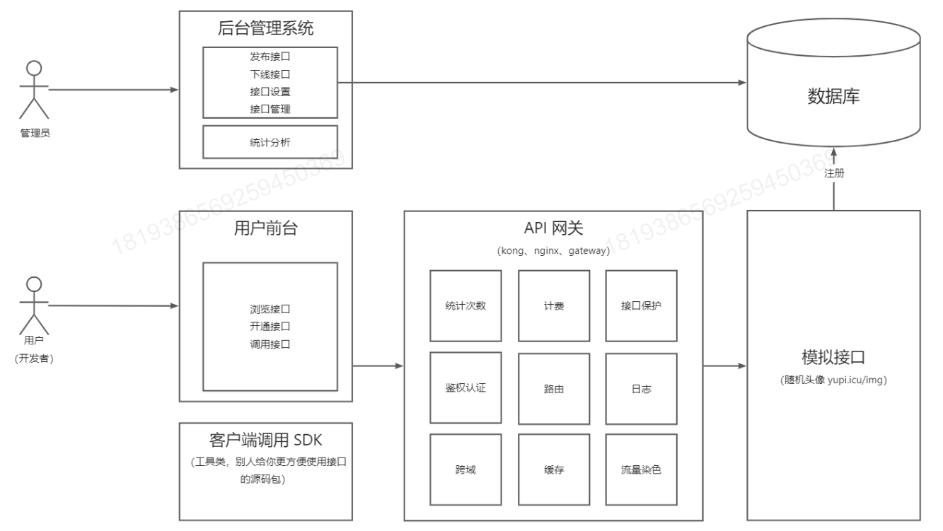 后台管理系统
发布接口
下线接口
接口设置
接口管理
统计分析
管理员
数据库
注册
18193865692594503​69
18193865692594503​69
用户前台
浏览接口
开通接口
调用接口
用户
(开发者)
客户端调用 SDK
(工具类，别人给你更方便使用接口
的源码包)
API 网关
(kong、nginx、gateway)
统计次数
计费
接口保护
鉴权认证
路由
日志
跨域
缓存
流量染色
模拟接口
(随机头像 yupi.icu/img)